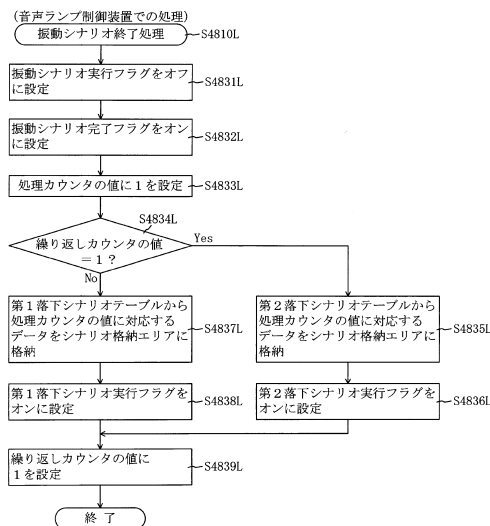 (音声ランプ制御装置での処理)
振動シナリオ終了処理
S4810L
振動シナリオ実行フラグをオフ
に設定
S4831L
振動シナリオ完了フラグをオン
に設定
S4832L
処理カウンタの値に1を設定
S4833L
S4834L
繰り返しカウンタの値
=1?
Yes
No
第1落下シナリオテーブルから
処理カウンタの値に対応する
データをシナリオ格納エリアに
格納
S4837L
第2落下シナリオテーブルから
処理カウンタの値に対応する
データをシナリオ格納エリアに
格納
S4835L
第1落下シナリオ実行フラグを
オンに設定
S4838L
第2落下シナリオ実行フラグを
オンに設定
S4836L
繰り返しカウンタの値に
1を設定
S4839L
終了